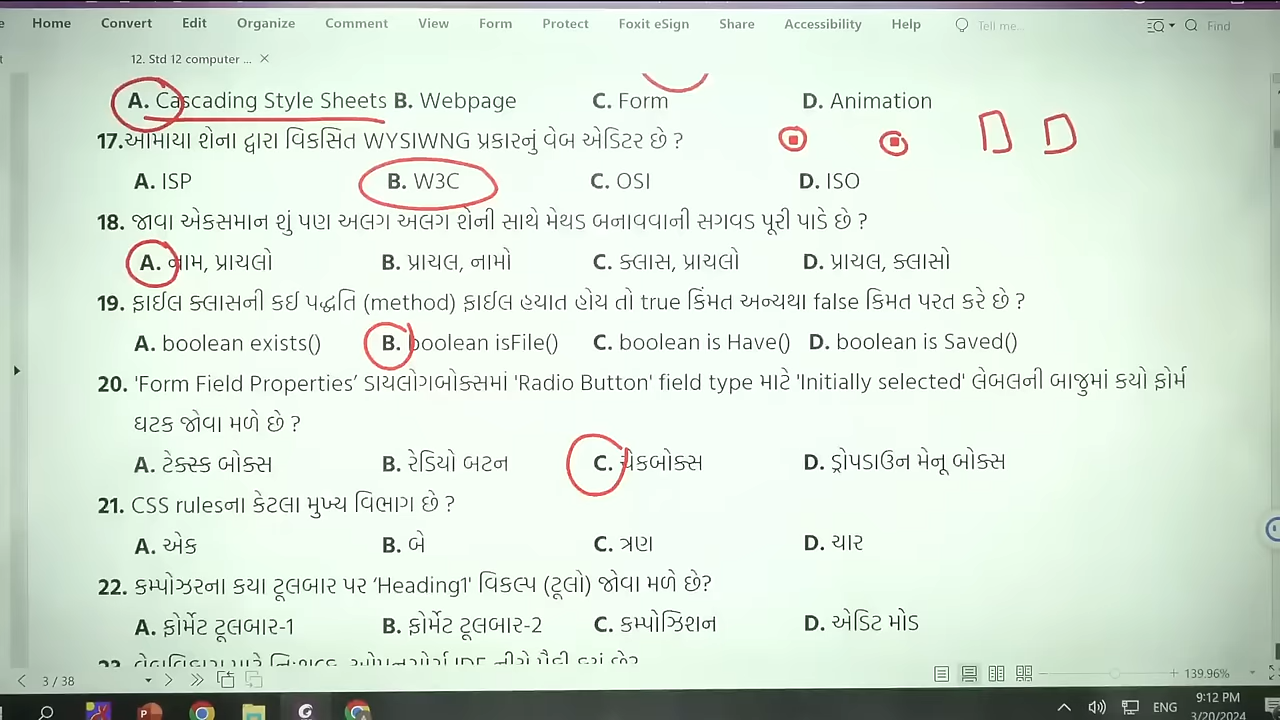 Home Convert Edit Organize Comment View Form Protect Foxit eSign Share Accessibility Help Tell me... Find
12. Std 12 computer ... ×
A. Cascading Style Sheets B. Webpage C. Form D. Animation
17.આમાયા શેના દ્વારા વિકસિત WYSIWNG પ્રકારનું વેબ એડિટર છે ?
A. ISP B. W3C C. OSI D. ISO
18. જાવા એકસમાન શું પણ અલગ અલગ શેની સાથે મેથડ બનાવવાની સગવડ પૂરી પાડે છે ?
A. નામ, પ્રાચલો B. પ્રાચલ, નામો C. ક્લાસ, પ્રાચલો D. પ્રાચલ, ક્લાસો
19. ફાઈલ ક્લાસની કઈ પદ્ધતિ (method) ફાઈલ હયાત હોય તો true કિંમત અન્યથા false કિમત પરત કરે છે ?
A. boolean exists() B. boolean isFile() C. boolean is Have() D. boolean is Saved()
20. 'Form Field Properties’ ડાયલોગબોક્સમાં 'Radio Button' field type માટે 'Initially selected' લેબલની બાજુમાં કયો ફોર્મ
ઘટક જોવા મળે છે ?
A. ટેક્સ્ક બોક્સ B. રેડિયો બટન C. ચેકબોક્સ D. ડ્રોપડાઉન મેનૂ બોક્સ
21. CSS rulesના કેટલા મુખ્ય વિભાગ છે ?
A. એક B. બે C. ત્રણ D. ચાર
22. કમ્પોઝરના કયા ટૂલબાર પર ‘Heading1' વિકલ્પ (ટૂલો) જોવા મળે છે?
A. ફોર્મેટ ટૂલબાર-1 B. ફોર્મેટ ટૂલબાર-2 C. કમ્પોઝિશન D. એડિટ મોડ
3 / 38 139.96%
ENG 9:12 PM
3/20/2024